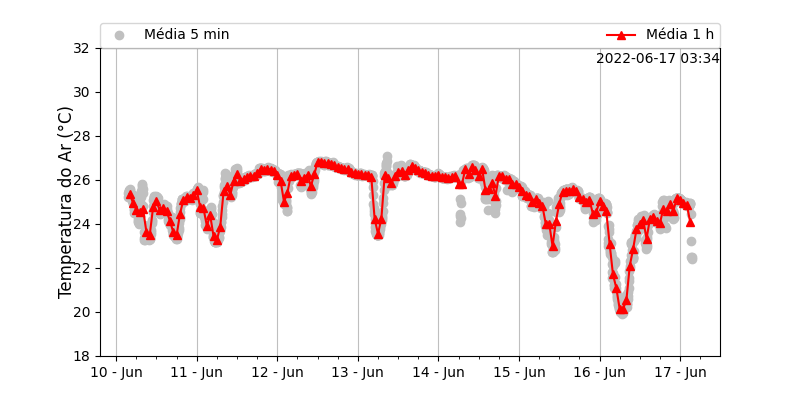 Média 5 min
Média 1 h
2022-06-17 03:34
Temperatura do Ar (°C)
32
30
28
26
24
22
20
18
10 - Jun
11 - Jun
12 - Jun
13 - Jun
14 - Jun
15 - Jun
16 - Jun
17 - Jun